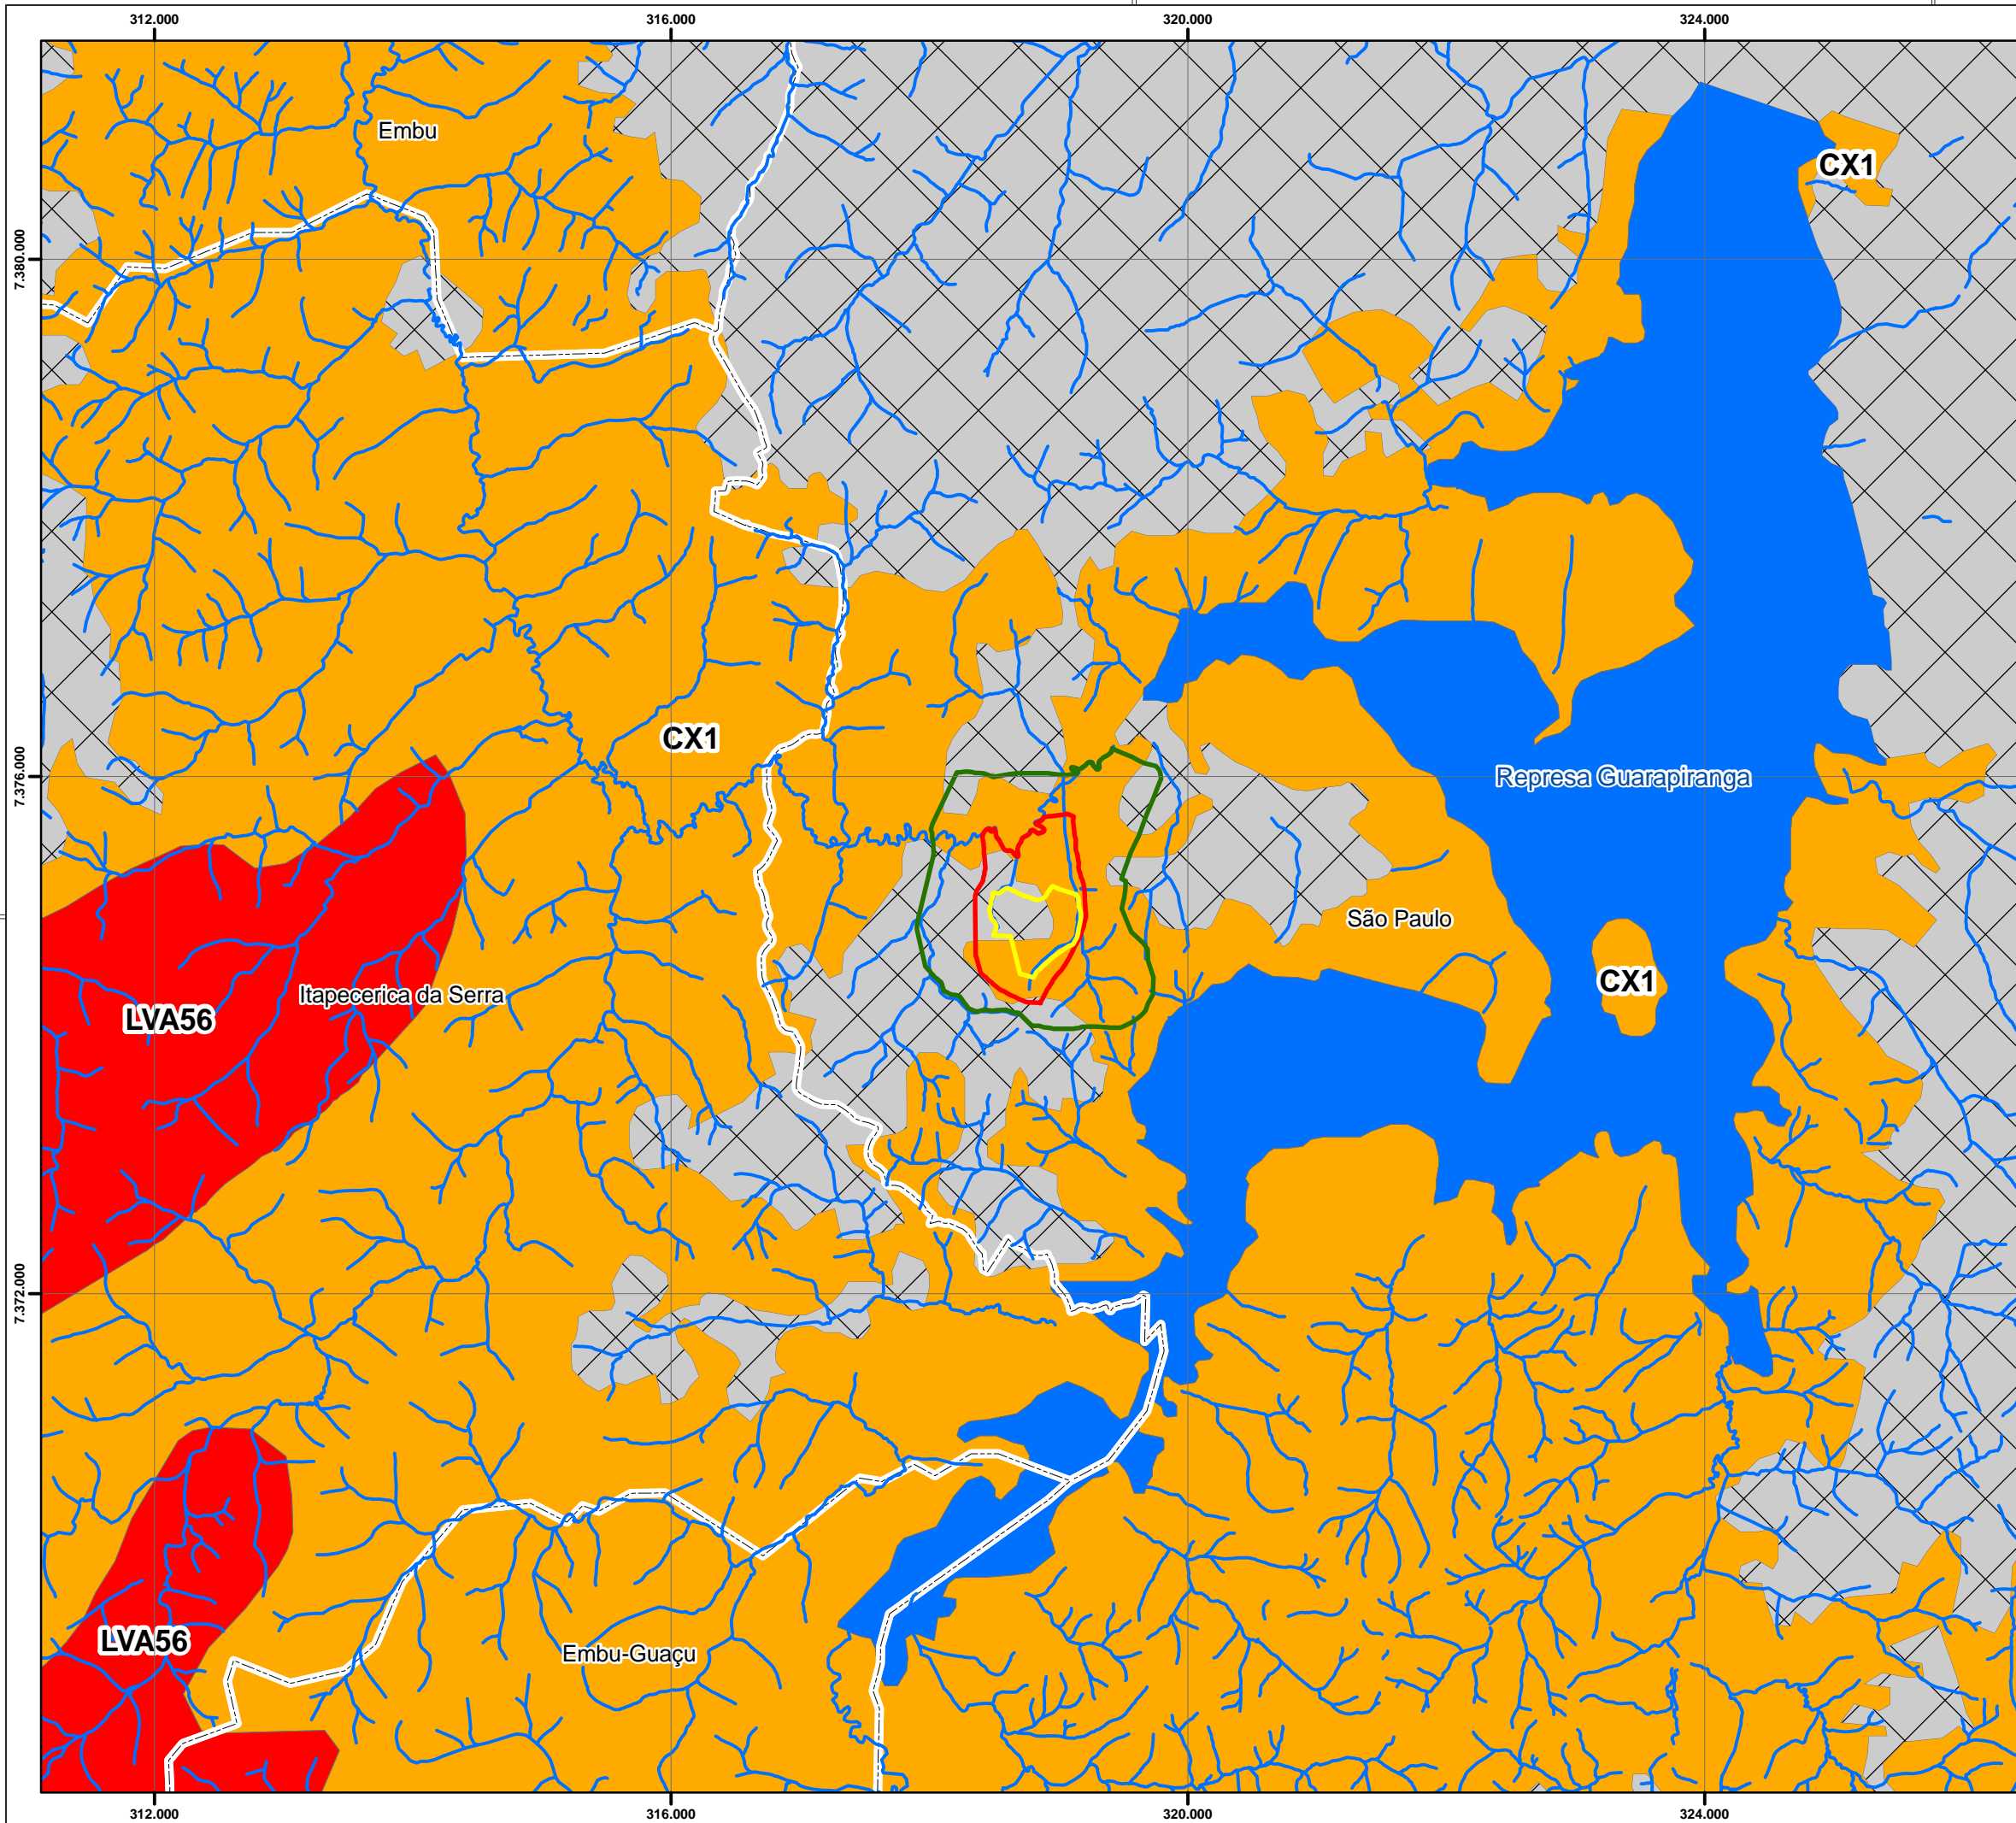 312.000 316.000 320.000 324.000
Embu
CX1
7.380.000
CX1
7.376.000
Represa Guarapiranga
São Paulo
CX1
Itapecerica da Serra
LVA56
7.372.000
LVA56
Embu-Guaçu
312.000 316.000 320.000 324.000